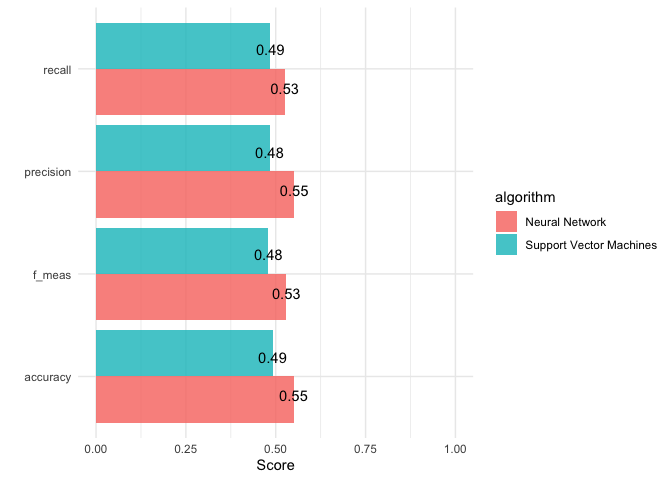 recall
0.49
0.53
precision
0.48
0.55
f_meas
0.48
0.53
accuracy
0.49
0.55
0.00 0.25 0.50 0.75 1.00
Score
algorithm
Neural Network
Support Vector Machines